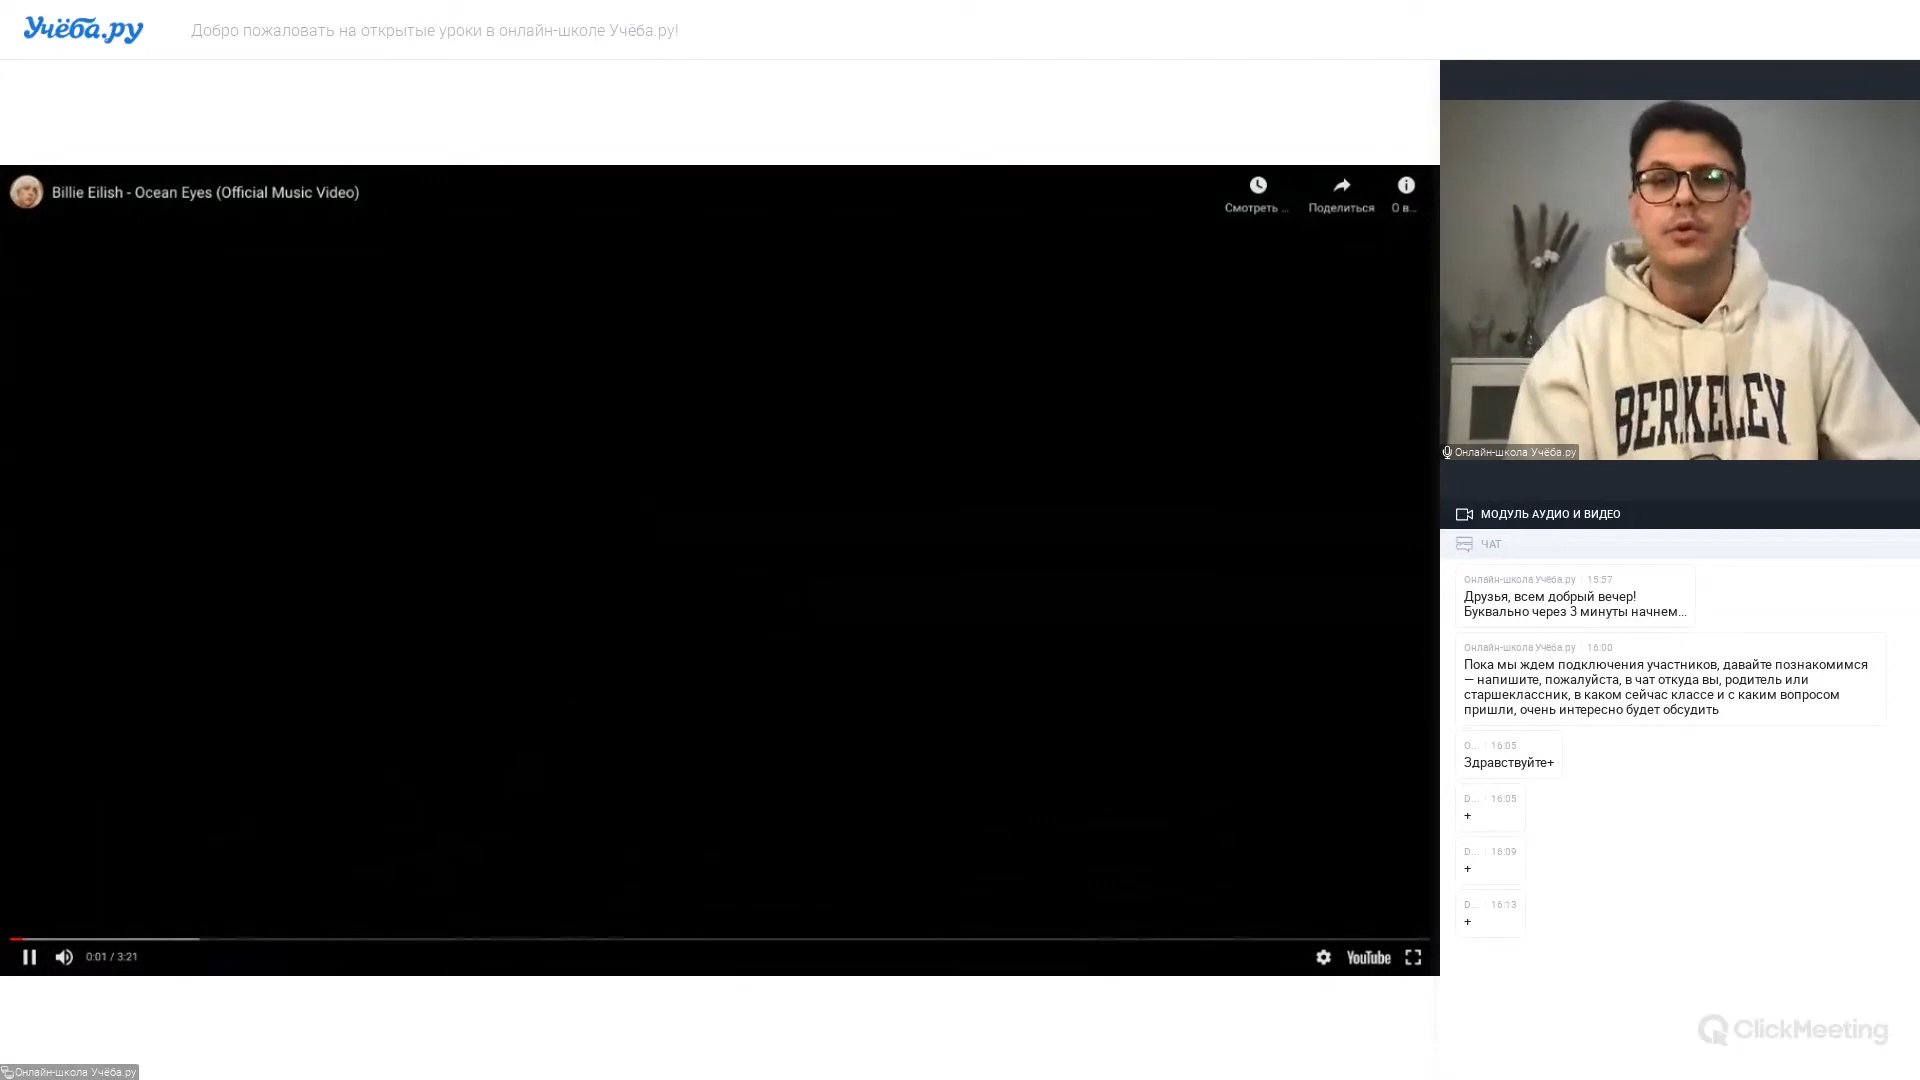 Учёба.ру
Добро пожаловать на открытые уроки в онлайн-школе Учёба.ру!
Billie Eilish - Ocean Eyes (Official Music Video)
Смотреть ...
Поделиться
О в...
BERKELEY
Онлайн-школа Учёба.ру
МОДУЛЬ АУДИО И ВИДЕО
ЧАТ
Онлайн-школа Учёба.ру 15:57
Друзья, всем добрый вечер!
Буквально через 3 минуты начнем...
Онлайн-школа Учёба.ру 16:00
Пока мы ждем подключения участников, давайте познакомимся
— напишите, пожалуйста, в чат откуда вы, родитель или
старшеклассник, в каком сейчас классе и с каким вопросом
пришли, очень интересно будет обсудить
О... 16:05
Здравствуйте+
D... 16:05
+
D... 16:09
+
D... 16:13
+
0:01 / 3:21
YouTube
ClickMeeting
Онлайн-школа Учёба.ру